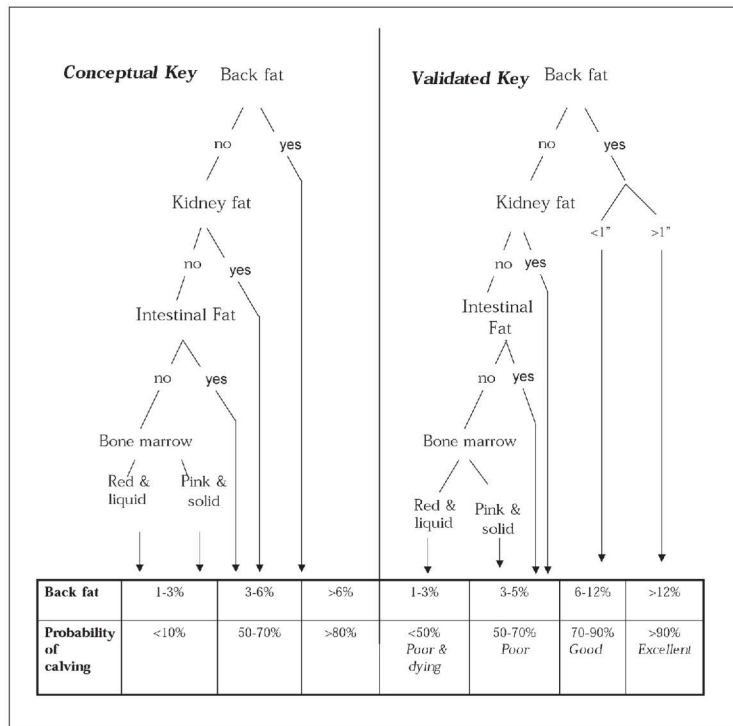 Conceptual Key Back fat
no yes
Kidney fat
no yes
Intestinal Fat
no yes
Bone marrow
Red & Pink &
liquid solid
Validated Key Back fat
no yes
Kidney fat <1" >1"
no yes
Intestinal
Fat
no yes
Bone marrow
Red & Pink &
liquid solid
Back fat 1-3% 3-6% >6% 1-3% 3-5% 6-12% >12%
Probability <10% 50-70% >80% <50% 50-70% 70-90% >90%
of Poor & Poor Good Excellent
calving dying